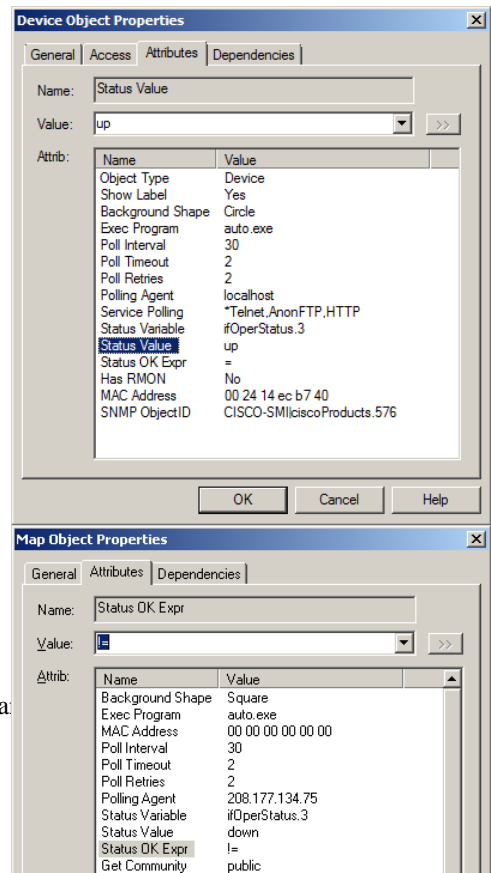 Device Object Properties
General Access Attributes Dependencies
Name: Status Value
Value: up >>
Attrib: Name Value
Object Type Device
Show Label Yes
Background Shape Circle
Exec Program auto.exe
Poll Interval 30
Poll Timeout 2
Poll Retries 2
Polling Agent localhost
Service Polling *Telnet,AnonFTP,HTTP
Status Variable ifOperStatus.3
Status Value up
Status OK Expr =
Has RMON No
MAC Address 00 24 14 ec b7 40
SNMP ObjectID CISCO-SMI|ciscoProducts.576
OK Cancel Help
Map Object Properties
General Attributes Dependencies
Name: Status OK Expr
Value: != >>
Attrib: Name Value
Background Shape Square
Exec Program auto.exe
MAC Address 00 00 00 00 00 00
Poll Interval 30
Poll Timeout 2
Poll Retries 2
Polling Agent 208.177.134.75
Status Variable ifOperStatus.3
Status Value down
Status OK Expr !=
Get Community public